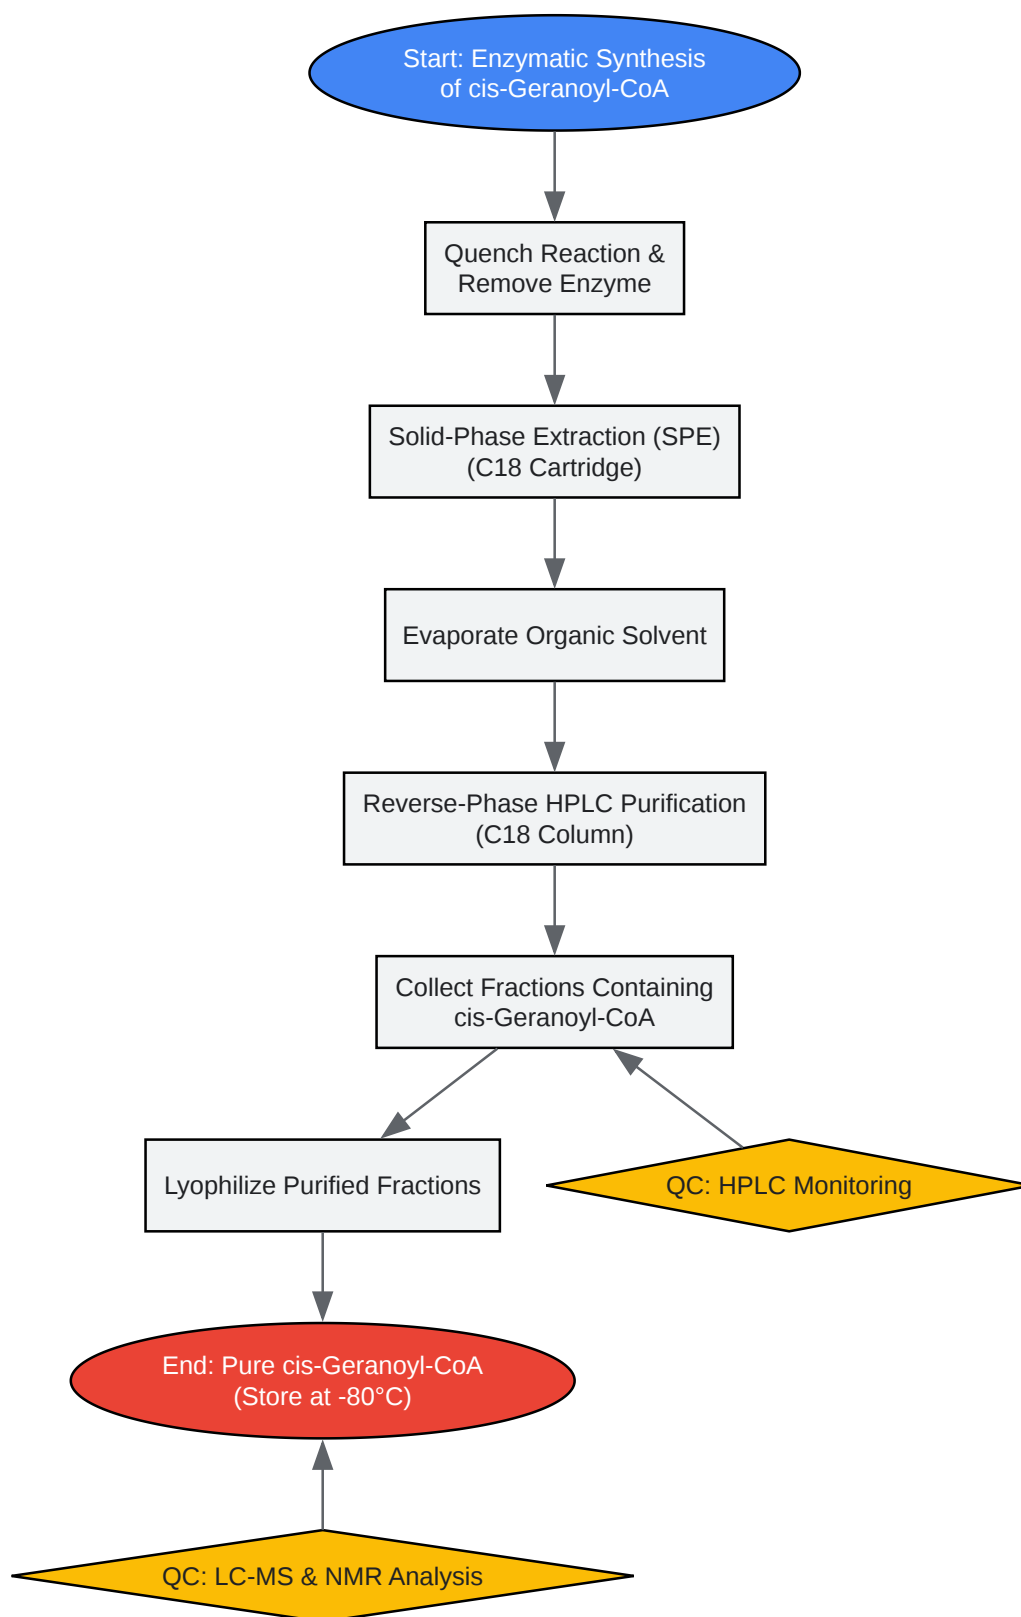 Start: Enzymatic Synthesis
of cis-Geranoyl-CoA
Quench Reaction &
Remove Enzyme
Solid-Phase Extraction (SPE)
(C18 Cartridge)
Evaporate Organic Solvent
Reverse-Phase HPLC Purification
(C18 Column)
Collect Fractions Containing
cis-Geranoyl-CoA
Lyophilize Purified Fractions
QC: HPLC Monitoring
End: Pure cis-Geranoyl-CoA
(Store at -80°C)
QC: LC-MS & NMR Analysis